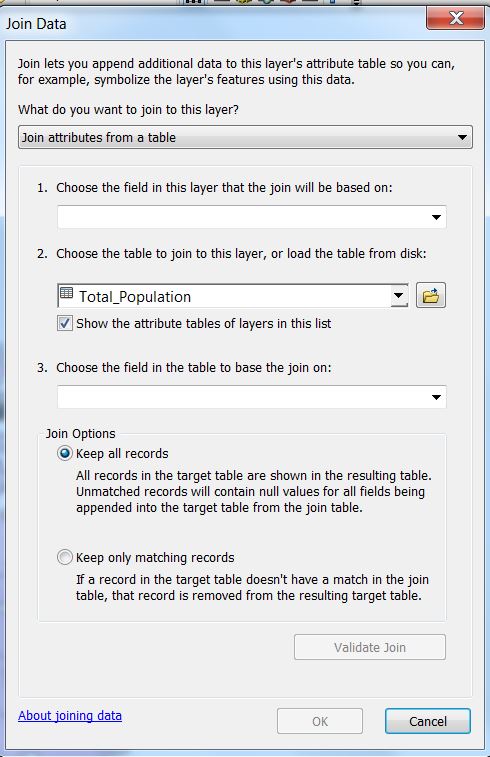 Join Data
Join lets you append additional data to this layer's attribute table so you can,
for example, symbolize the layer's features using this data.
What do you want to join to this layer?
Join attributes from a table
1. Choose the field in this layer that the join will be based on:
2. Choose the table to join to this layer, or load the table from disk:
Total_Population
Show the attribute tables of layers in this list
3. Choose the field in the table to base the join on:
Join Options
Keep all records
All records in the target table are shown in the resulting table.
Unmatched records will contain null values for all fields being
appended into the target table from the join table.
Keep only matching records
If a record in the target table doesn't have a match in the join
table, that record is removed from the resulting target table.
Validate Join
About joining data
OK
Cancel